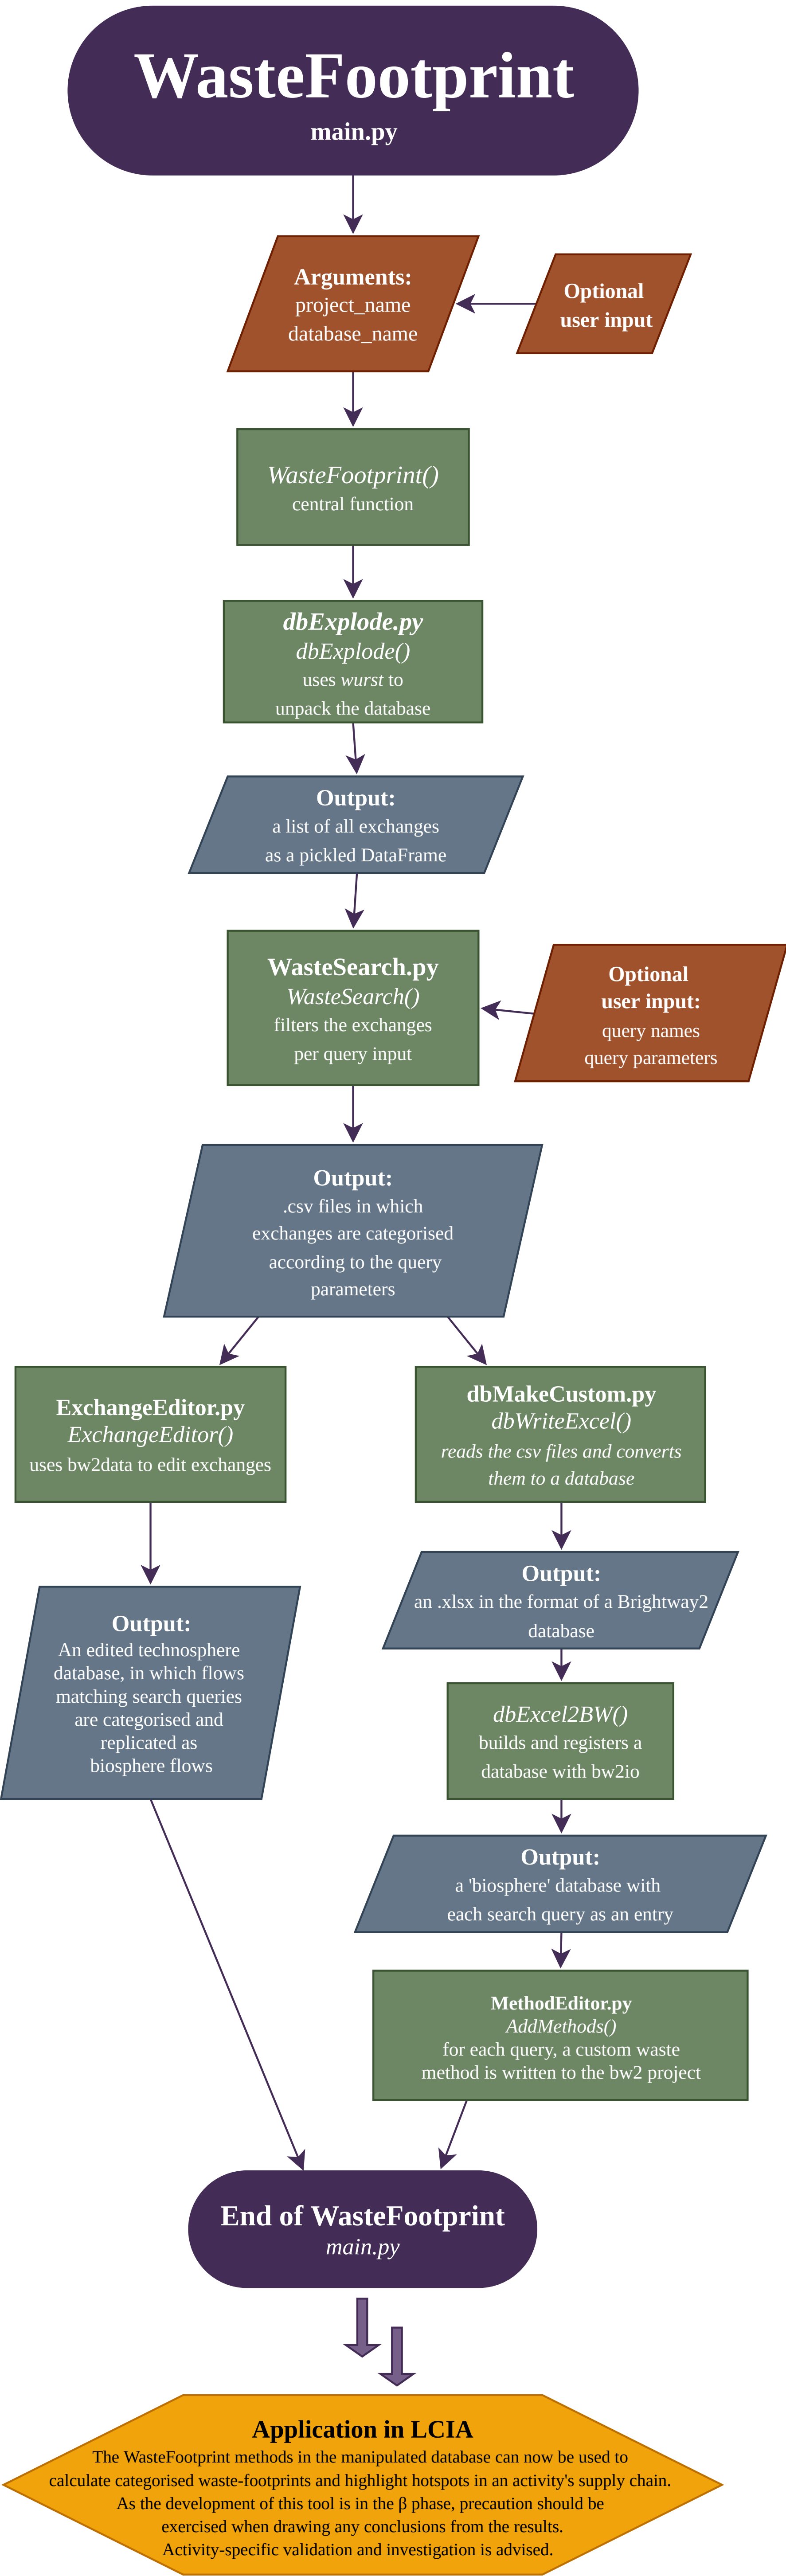 WasteFootprint
main.py
Arguments:
project_name
database_name
Optional
user input
WasteFootprint()
central function
dbExplode.py
dbExplode()
uses wurst to
unpack the database
Output:
a list of all exchanges
as a pickled DataFrame
WasteSearch.py
WasteSearch()
filters the exchanges
per query input
Optional
user input:
query names
query parameters
Output:
.csv files in which
exchanges are categorised
according to the query
parameters
ExchangeEditor.py
ExchangeEditor()
uses bw2data to edit exchanges
Output:
An edited technosphere
database, in which flows
matching search queries
are categorised and
replicated as
biosphere flows
dbMakeCustom.py
dbWriteExcel()
reads the csv files and converts
them to a database
Output:
an .xlsx in the format of a Brightway2
database
dbExcel2BW()
builds and registers a
database with bw2io
Output:
a 'biosphere' database with
each search query as an entry
MethodEditor.py
AddMethods()
for each query, a custom waste
method is written to the bw2 project
End of WasteFootprint
main.py
Application in LCIA
The WasteFootprint methods in the manipulated database can now be used to
calculate categorised waste-footprints and highlight hotspots in an activity's supply chain.
As the development of this tool is in the β phase, precaution should be
exercised when drawing any conclusions from the results.
Activity-specific validation and investigation is advised.